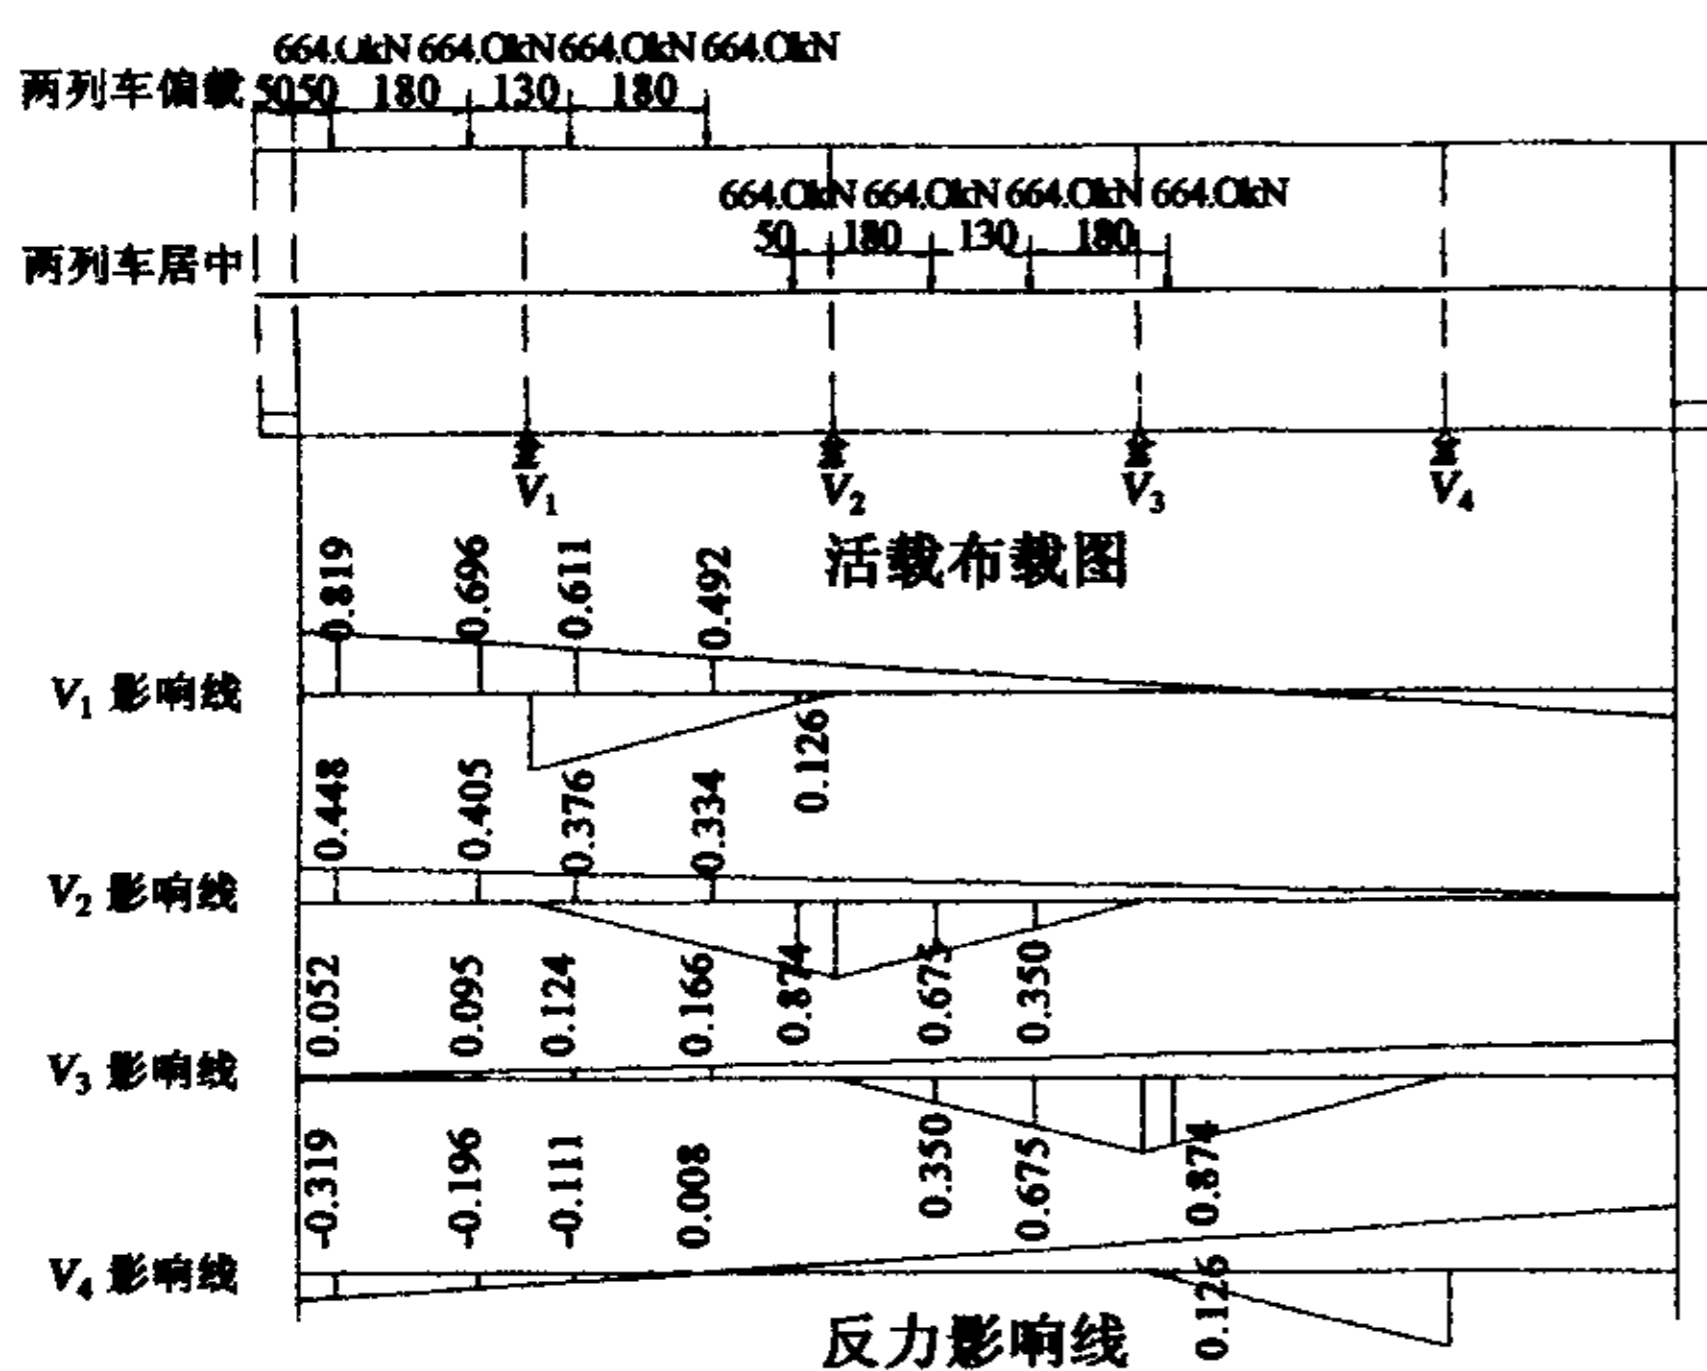 664.0kN 664.0kN 664.0kN 664.0kN
两列车偏载 50 50 180 130 180
664.0kN 664.0kN 664.0kN 664.0kN
两列车居中 50 180 130 180
V1 V2 V3 V4
活载布载图
0.819 0.696 0.611 0.492
V1 影响线
0.126
0.448 0.405 0.376 0.334
V2 影响线
0.874 0.675 0.350
0.052 0.095 0.124 0.166
V3 影响线
0.350 0.675 0.874
-0.319 -0.196 -0.111 0.008
V4 影响线
0.126
反力影响线